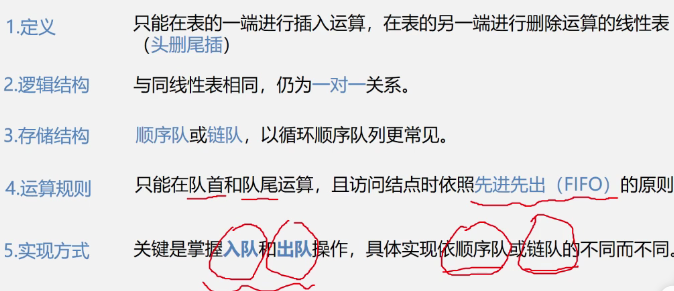 1.定义 只能在表的一端进行插入运算，在表的另一端进行删除运算的线性表
（头删尾插）
2.逻辑结构 与同线性表相同，仍为一对一关系。
3.存储结构 顺序队或链队，以循环顺序队列更常见。
4.运算规则 只能在队首和队尾运算，且访问结点时依照先进先出（FIFO）的原则
5.实现方式 关键是掌握入队和出队操作，具体实现依顺序队或链队的不同而不同。